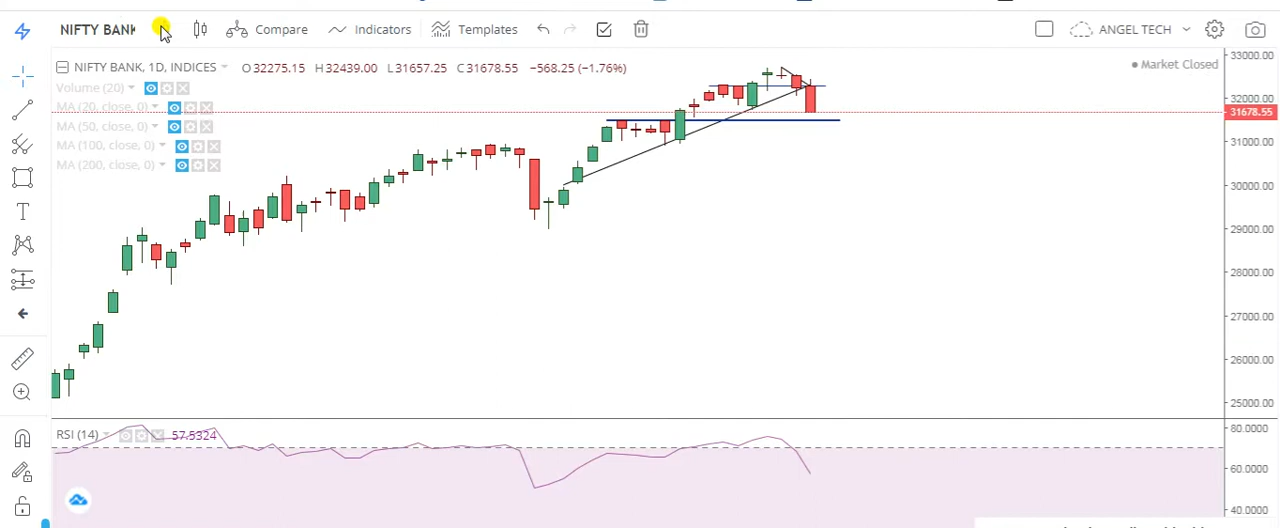 NIFTY BANK
Compare
Indicators
Templates
ANGEL TECH
NIFTY BANK, 1D, INDICES
O 32275.15 H 32439.00 L 31657.25 C 31678.55 −568.25 (−1.76%)
Market Closed
Volume (20)
MA (20, close, 0)
MA (50, close, 0)
MA (100, close, 0)
MA (200, close, 0)
33000.00
32000.00
31678.55
31000.00
30000.00
29000.00
28000.00
27000.00
26000.00
25000.00
RSI (14) 57.5324
80.0000
60.0000
40.0000